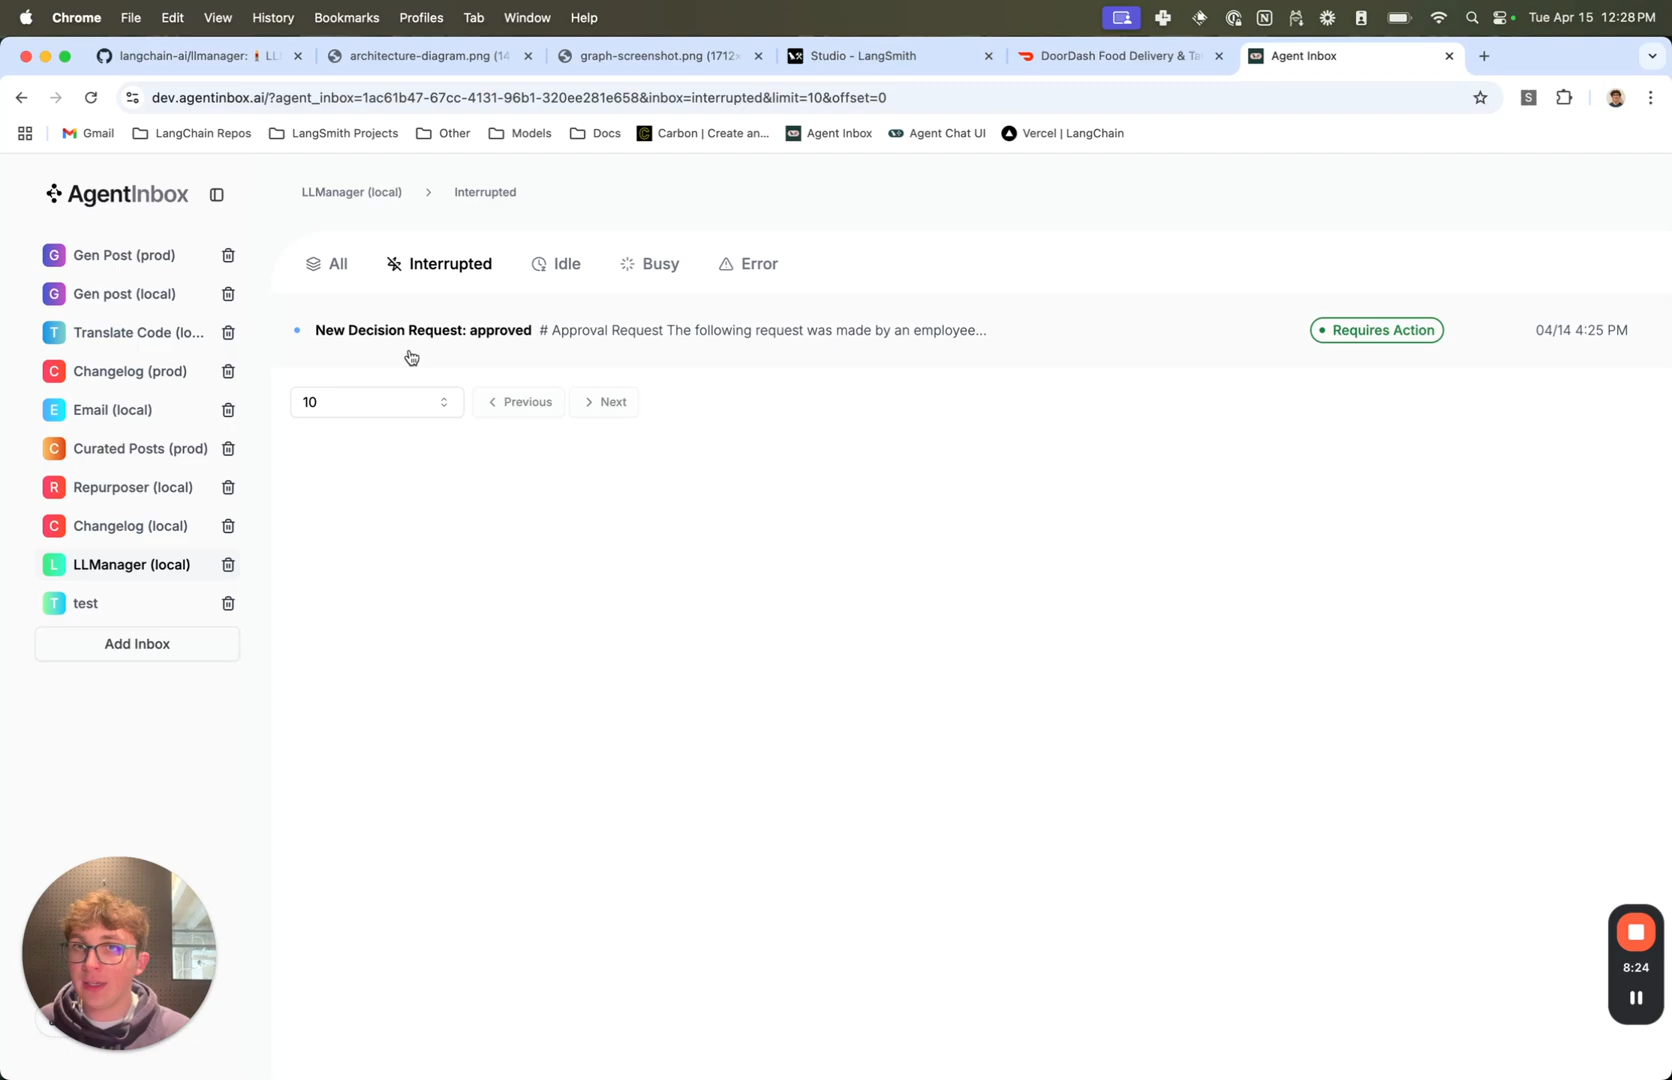 Chrome File Edit View History Bookmarks Profiles Tab Window Help Tue Apr 15 12:28 PM
langchain-ai/llmanager: LL architecture-diagram.png (14 graph-screenshot.png (1712× Studio - LangSmith DoorDash Food Delivery & Ta Agent Inbox
dev.agentinbox.ai/?agent_inbox=1ac61b47-67cc-4131-96b1-320ee281e658&inbox=interrupted&limit=10&offset=0 S
Gmail LangChain Repos LangSmith Projects Other Models Docs Carbon | Create an... Agent Inbox Agent Chat UI Vercel | LangChain
AgentInbox
LLManager (local) > Interrupted
G Gen Post (prod)
G Gen post (local)
T Translate Code (lo...
C Changelog (prod)
E Email (local)
C Curated Posts (prod)
R Repurposer (local)
C Changelog (local)
L LLManager (local)
T test
Add Inbox
All Interrupted Idle Busy Error
New Decision Request: approved # Approval Request The following request was made by an employee... Requires Action 04/14 4:25 PM
10 Previous Next
8:24